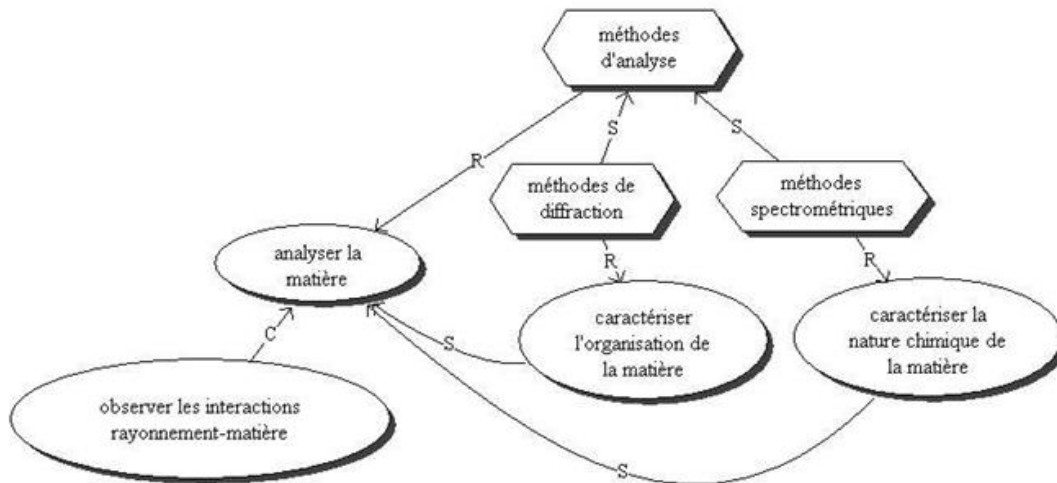 méthodes
d'analyse
S
S
R
méthodes de
diffraction
méthodes
spectrométriques
analyser la
matière
R
R
caractériser
l'organisation de
la matière
caractériser la
nature chimique de
la matière
C
S
observer les interactions
rayonnement-matière
S